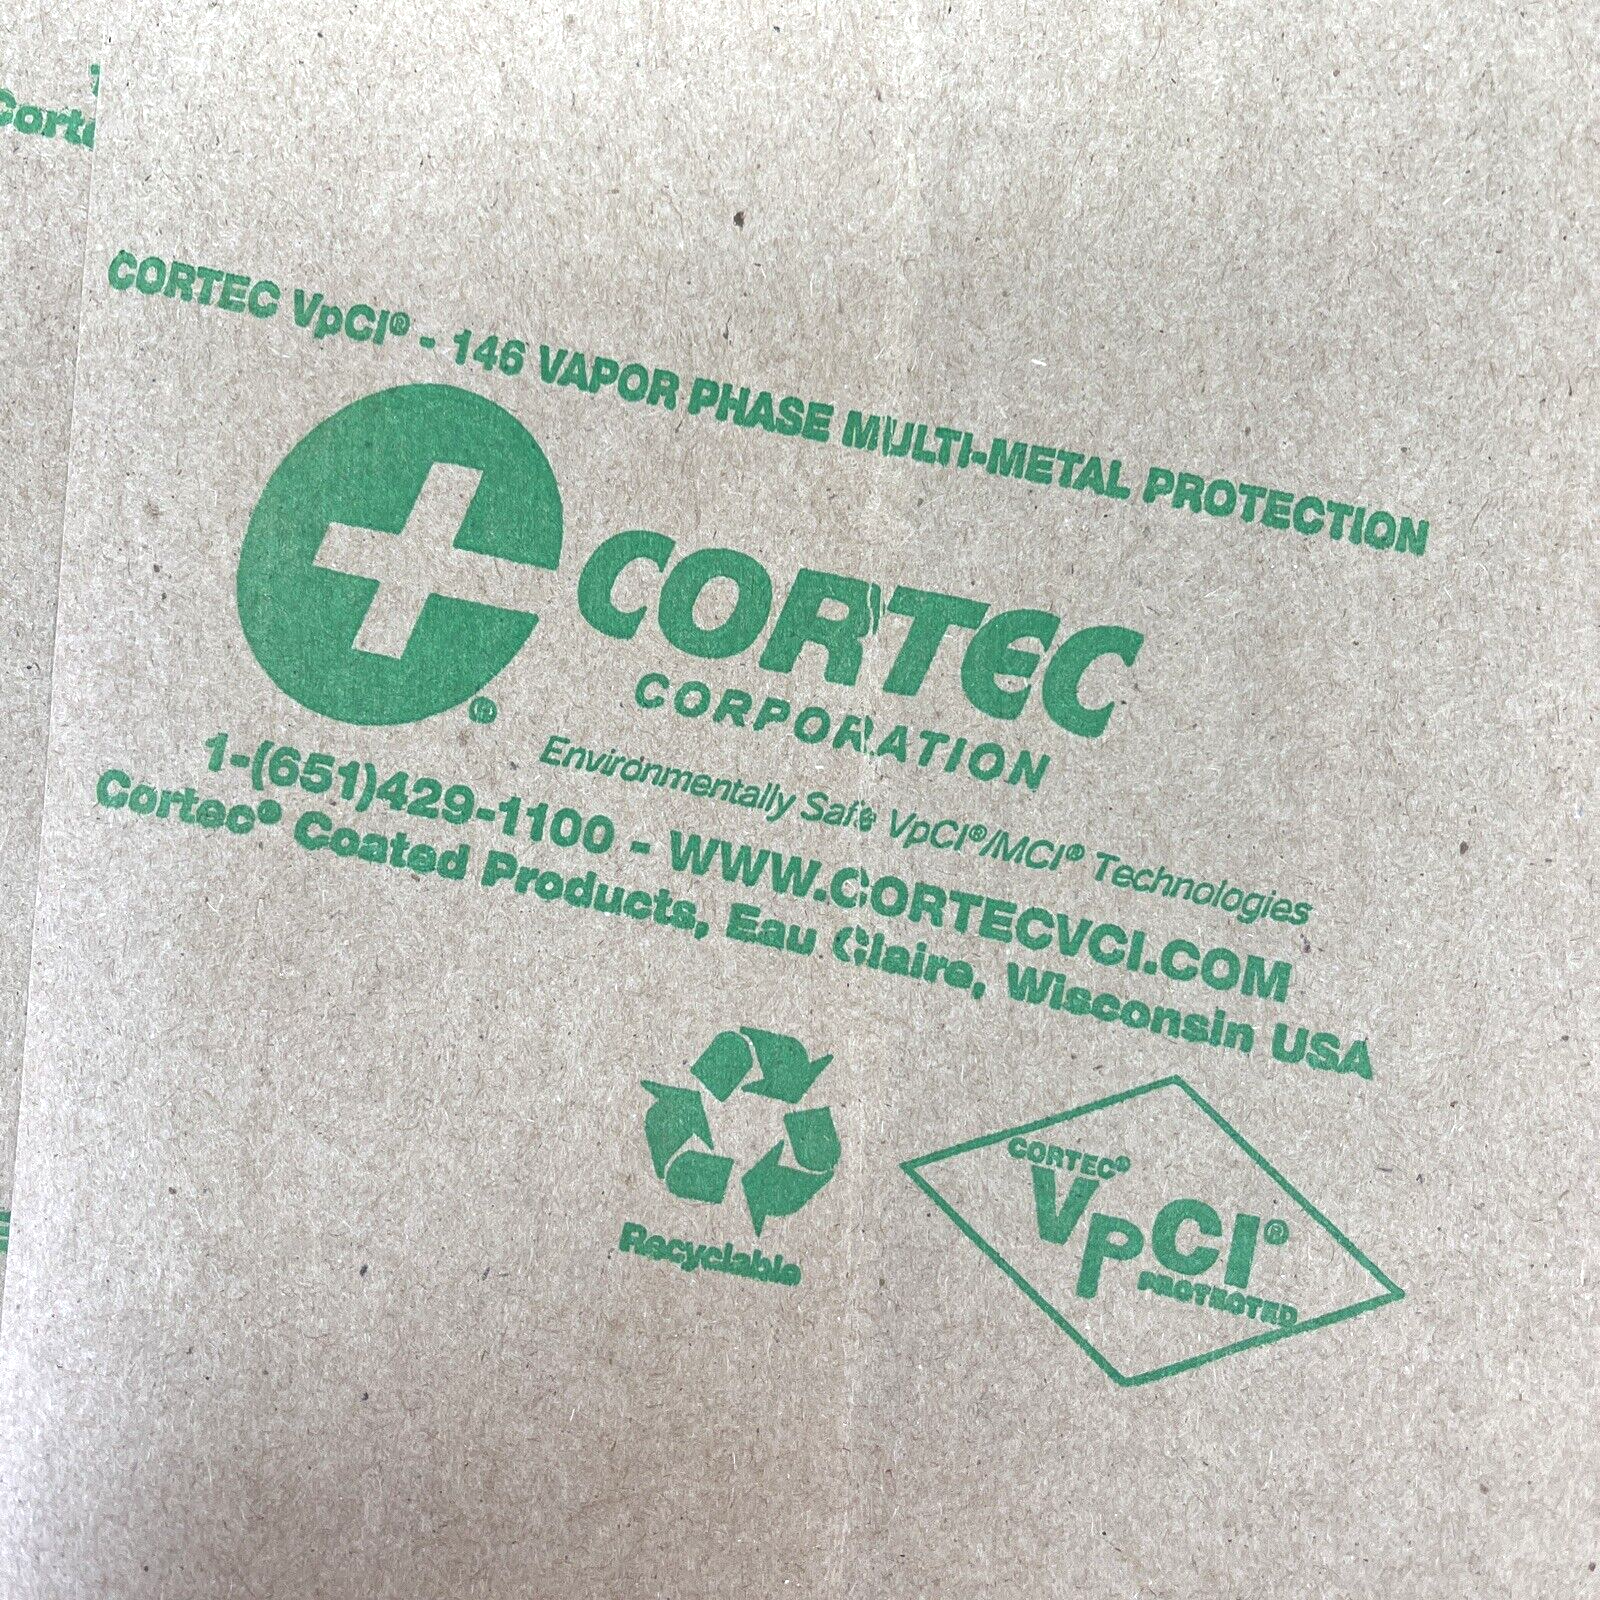 Cort
CORTEC VpCI® - 146 VAPOR PHASE MULTI-METAL PROTECTION
CORTEC
®
CORPORATION
Environmentally Safe VpCI®/MCI® Technologies
1-(651)429-1100 - WWW.CORTECVCI.COM
Cortec® Coated Products, Eau Claire, Wisconsin USA
Recyclable
CORTEC®
VpCI®
PROTECTED